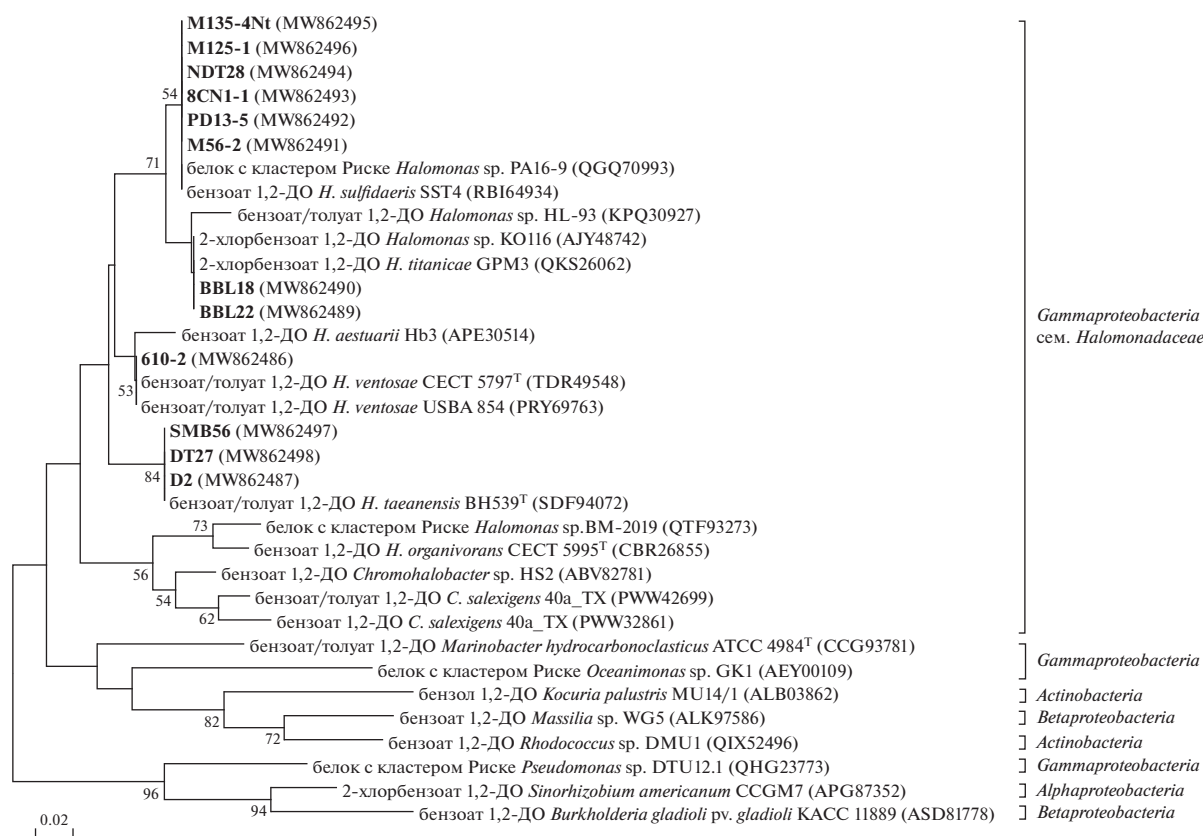 M135-4Nt (MW862495)
M125-1 (MW862496)
NDT28 (MW862494)
54
8CN1-1 (MW862493)
PD13-5 (MW862492)
M56-2 (MW862491)
71
белок с кластером Риске Halomonas sp. PA16-9 (QGQ70993)
бензоат 1,2-ДО H. sulfidaeris SST4 (RBI64934)
бензоат/толуат 1,2-ДО Halomonas sp. HL-93 (KPQ30927)
2-хлорбензоат 1,2-ДО Halomonas sp. KO116 (AJY48742)
2-хлорбензоат 1,2-ДО H. titanicae GPM3 (QKS26062)
BBL18 (MW862490)
BBL22 (MW862489)
Gammaproteobacteria
сем. Halomonadaceae
бензоат 1,2-ДО H. aestuarii Hb3 (APE30514)
610-2 (MW862486)
бензоат/толуат 1,2-ДО H. ventosae CECT 5797T (TDR49548)
53
бензоат/толуат 1,2-ДО H. ventosae USBA 854 (PRY69763)
SMB56 (MW862497)
DT27 (MW862498)
84
D2 (MW862487)
бензоат/толуат 1,2-ДО H. taeanensis BH539T (SDF94072)
73
белок с кластером Риске Halomonas sp.BM-2019 (QTF93273)
бензоат 1,2-ДО H. organivorans CECT 5995T (CBR26855)
56
бензоат 1,2-ДО Chromohalobacter sp. HS2 (ABV82781)
54
бензоат/толуат 1,2-ДО C. salexigens 40a_TX (PWW42699)
62
бензоат 1,2-ДО C. salexigens 40a_TX (PWW32861)
бензоат/толуат 1,2-ДО Marinobacter hydrocarbonoclasticus ATCC 4984T (CCG93781)
Gammaproteobacteria
белок с кластером Риске Oceanimonas sp. GK1 (AEY00109)
бензол 1,2-ДО Kocuria palustris MU14/1 (ALB03862)
Actinobacteria
82
бензоат 1,2-ДО Massilia sp. WG5 (ALK97586)
Betaproteobacteria
72
бензоат 1,2-ДО Rhodococcus sp. DMU1 (QIX52496)
Actinobacteria
белок с кластером Риске Pseudomonas sp. DTU12.1 (QHG23773)
Gammaproteobacteria
96
2-хлорбензоат 1,2-ДО Sinorhizobium americanum CCGM7 (APG87352)
Alphaproteobacteria
94
бензоат 1,2-ДО Burkholderia gladioli pv. gladioli KACC 11889 (ASD81778)
Betaproteobacteria
0.02